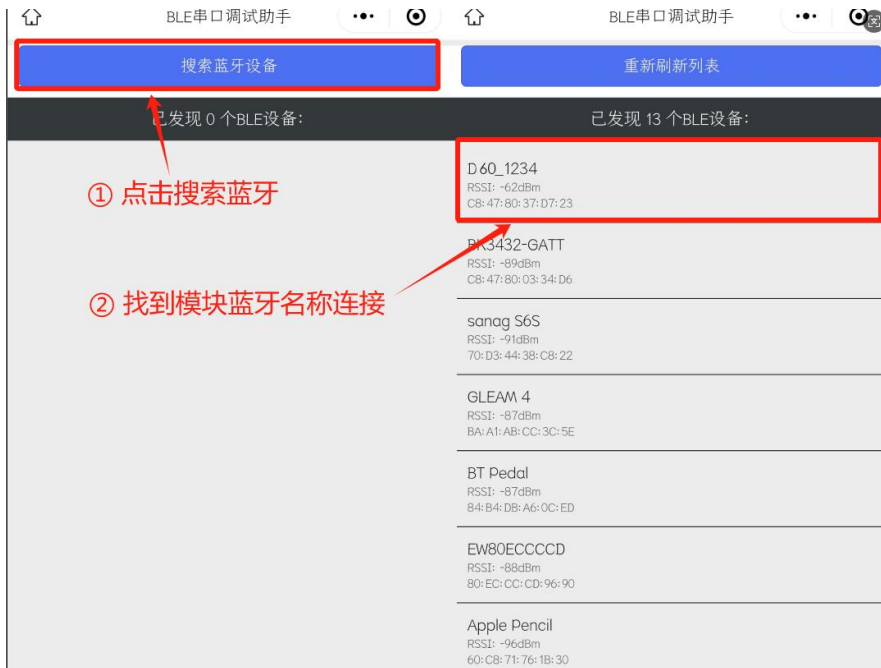 BLE串口调试助手
搜索蓝牙设备
已发现 0 个BLE设备:
① 点击搜索蓝牙
② 找到模块蓝牙名称连接
BLE串口调试助手
重新刷新列表
已发现 13 个BLE设备:
D60_1234
RSSI: -62dBm
C8:47:80:37:D7:23
BK3432-GATT
RSSI: -89dBm
C8:47:80:03:34:D6
sanag S6S
RSSI: -91dBm
70:D3:44:38:C8:22
GLEAM 4
RSSI: -87dBm
BA:A1:AB:CC:3C:5E
BT Pedal
RSSI: -87dBm
84:B4:DB:A6:0C:ED
EW80ECCCCD
RSSI: -88dBm
80:EC:CC:CD:96:90
Apple Pencil
RSSI: -96dBm
60:C8:71:76:1B:30